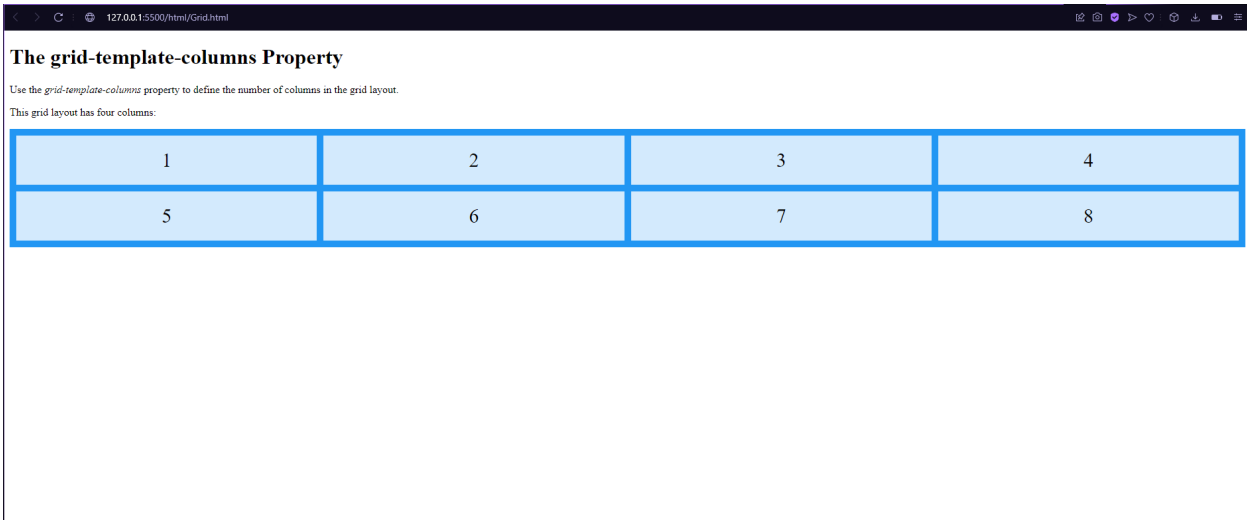 127.0.0.1:5500/html/Grid.html
The grid-template-columns Property
Use the grid-template-columns property to define the number of columns in the grid layout.
This grid layout has four columns:
1 2 3 4
5 6 7 8